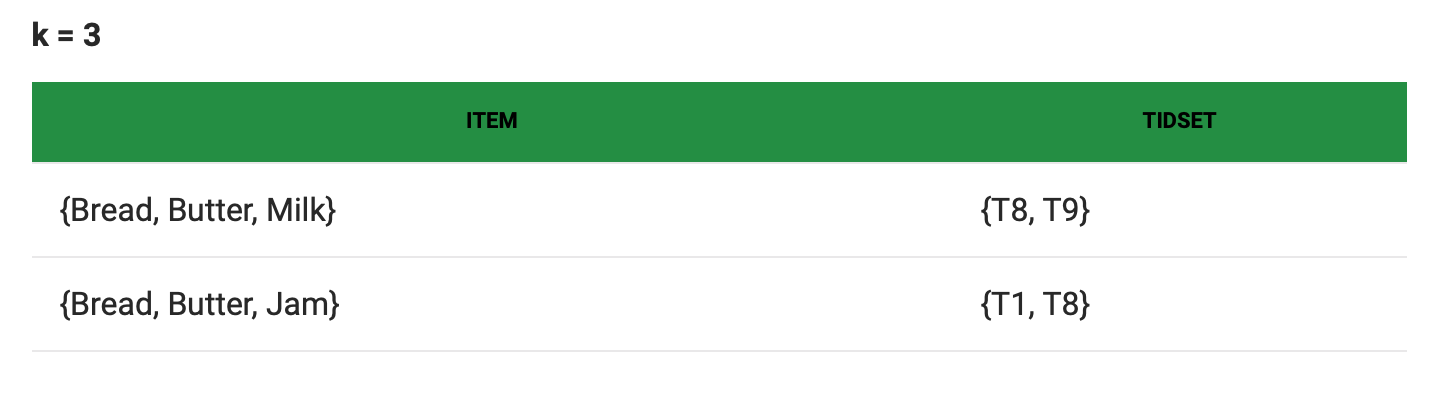 k = 3
ITEM TIDSET
{Bread, Butter, Milk} {T8, T9}
{Bread, Butter, Jam} {T1, T8}